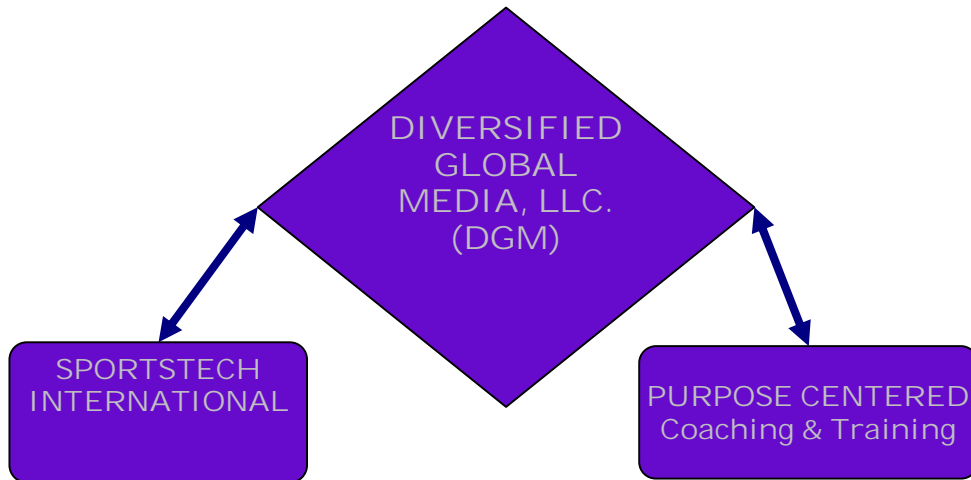 DIVERSIFIED
GLOBAL
MEDIA, LLC.
(DGM)
SPORTSTECH
INTERNATIONAL
PURPOSE CENTERED
Coaching & Training